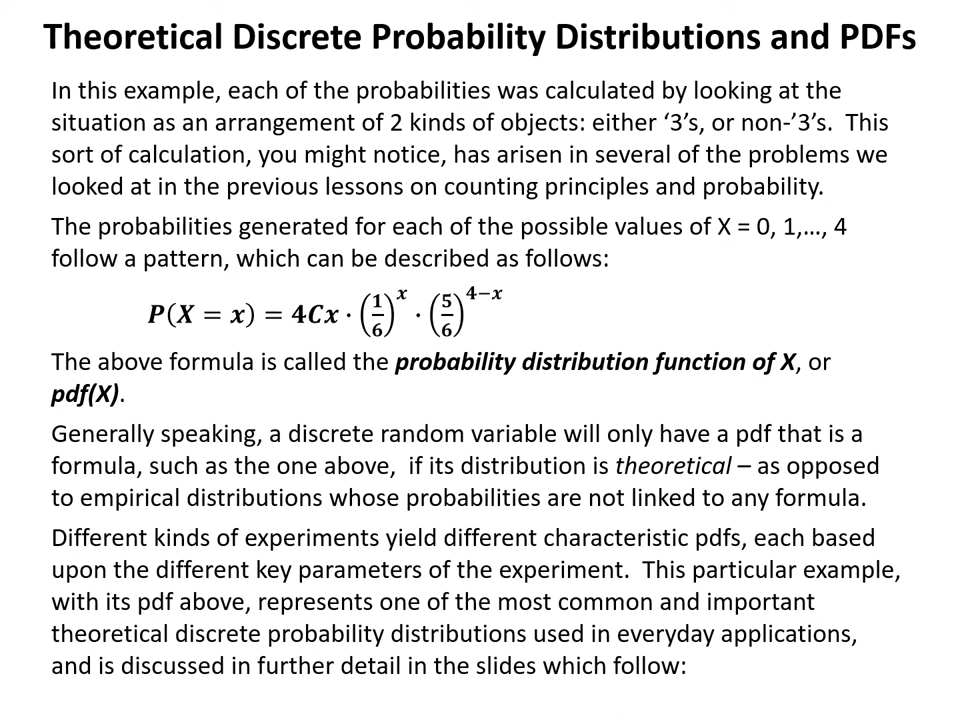 Theoretical Discrete Probability Distributions and PDFs
In this example, each of the probabilities was calculated by looking at the
situation as an arrangement of 2 kinds of objects: either ‘3’s, or non-’3’s.  This
sort of calculation, you might notice, has arisen in several of the problems we
looked at in the previous lessons on counting principles and probability.
The probabilities generated for each of the possible values of X = 0, 1,…, 4
follow a pattern, which can be described as follows:
P(X = x) = 4Cx · (1/6)^x · (5/6)^(4−x)
The above formula is called the probability distribution function of X, or
pdf(X).
Generally speaking, a discrete random variable will only have a pdf that is a
formula, such as the one above,  if its distribution is theoretical – as opposed
to empirical distributions whose probabilities are not linked to any formula.
Different kinds of experiments yield different characteristic pdfs, each based
upon the different key parameters of the experiment.  This particular example,
with its pdf above, represents one of the most common and important
theoretical discrete probability distributions used in everyday applications,
and is discussed in further detail in the slides which follow: